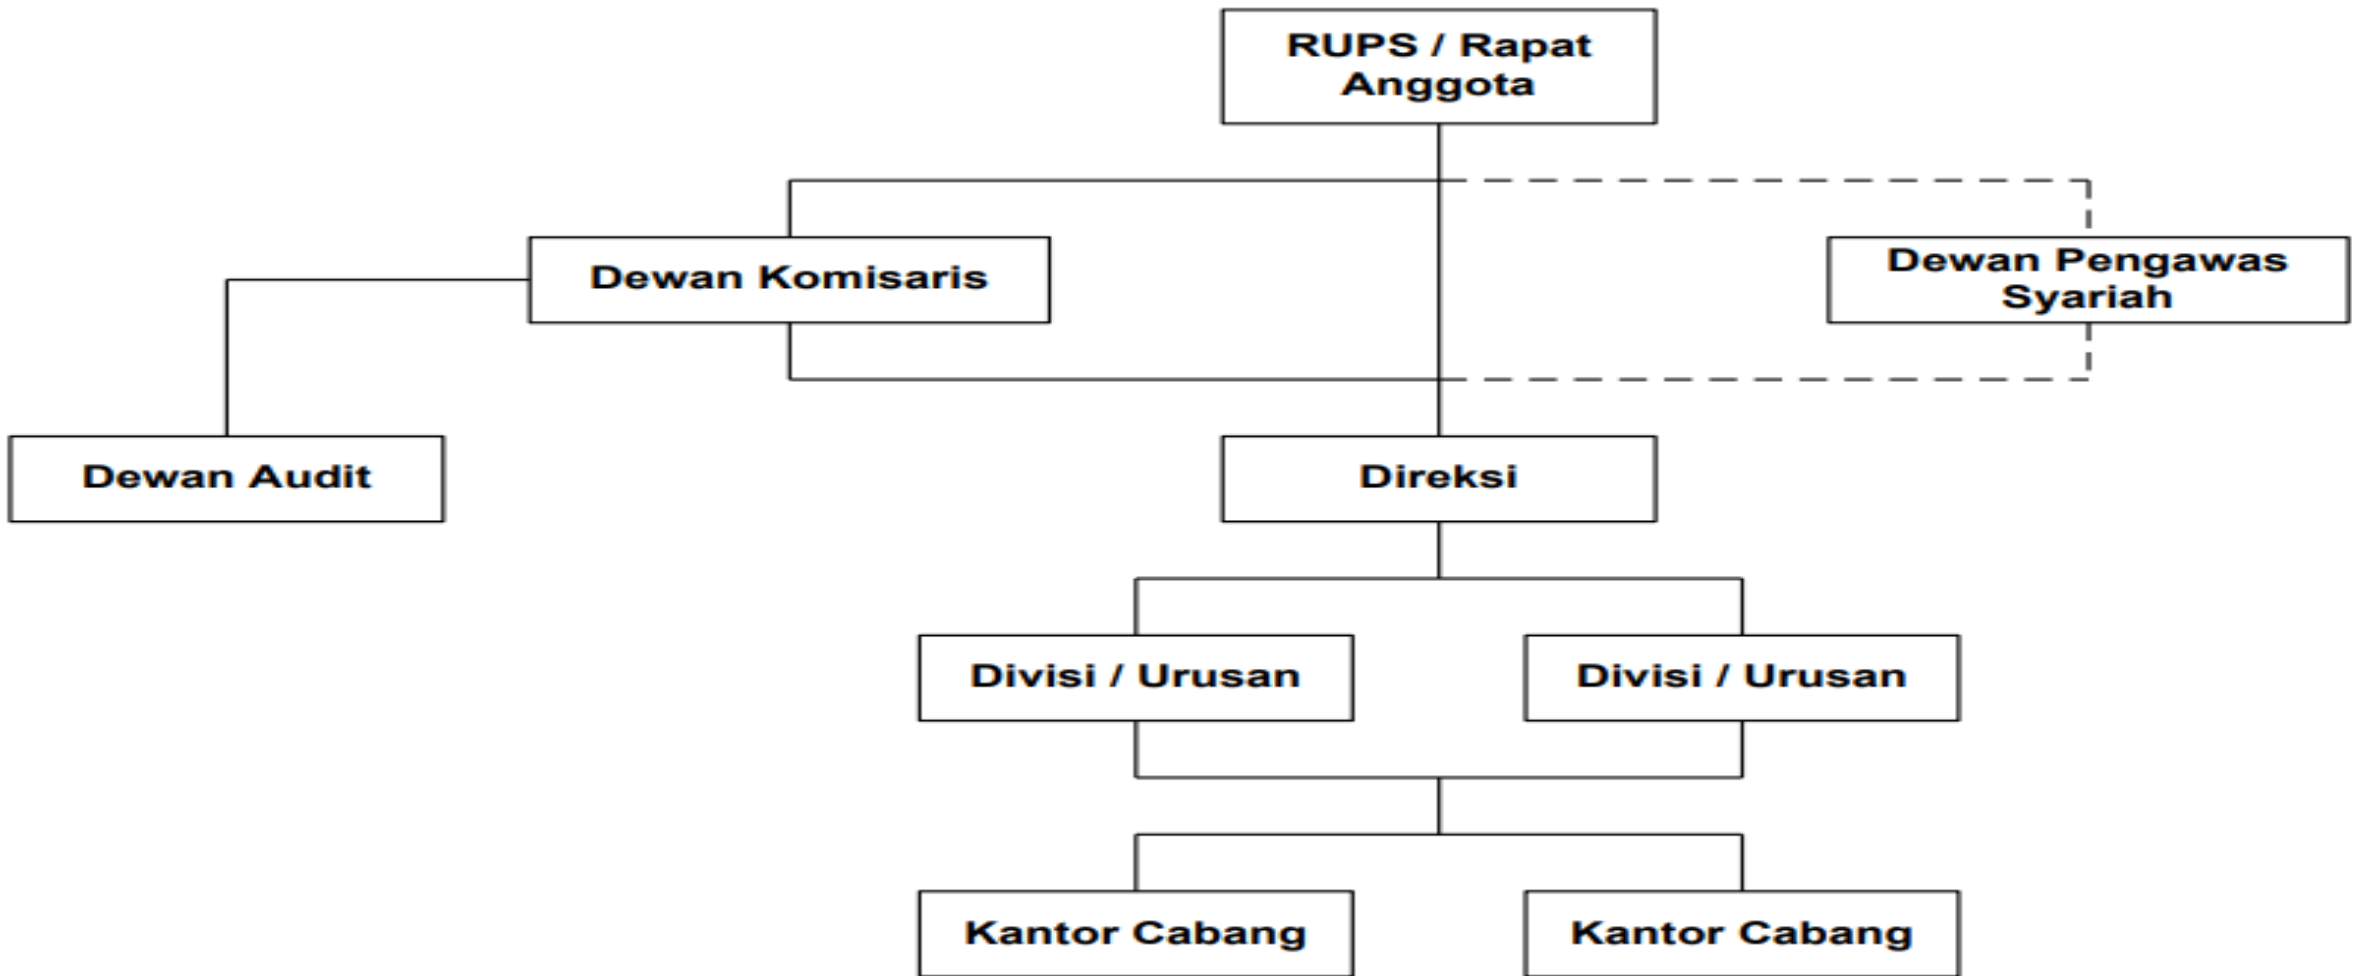 RUPS / Rapat
Anggota
Dewan Komisaris
Dewan Pengawas
Syariah
Dewan Audit
Direksi
Divisi / Urusan
Divisi / Urusan
Kantor Cabang
Kantor Cabang